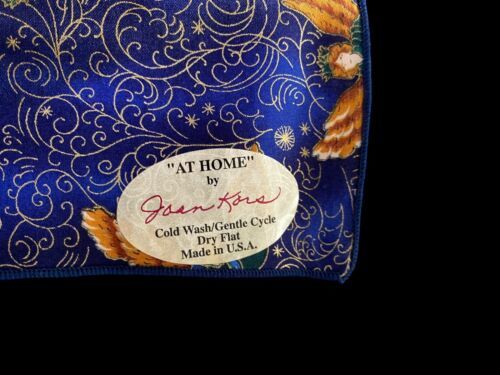 "AT HOME"
by
Joan Kors
Cold Wash/Gentle Cycle
Dry Flat
Made in U.S.A.